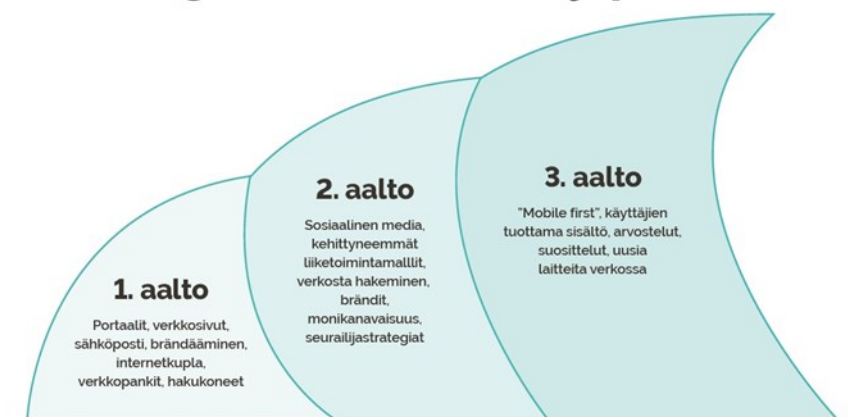 1. aalto
Portaalit, verkkosivut,
sähköposti, brändääminen,
internetkupla,
verkkopankit, hakukoneet
2. aalto
Sosiaalinen media,
kehittyneemmät
liiketoimintamalllit,
verkosta hakeminen,
brändit,
monikanavaisuus,
seurailijastrategiat
3. aalto
"Mobile first", käyttäjien
tuottama sisältö, arvostelut,
suosittelut, uusia
laitteita verkossa